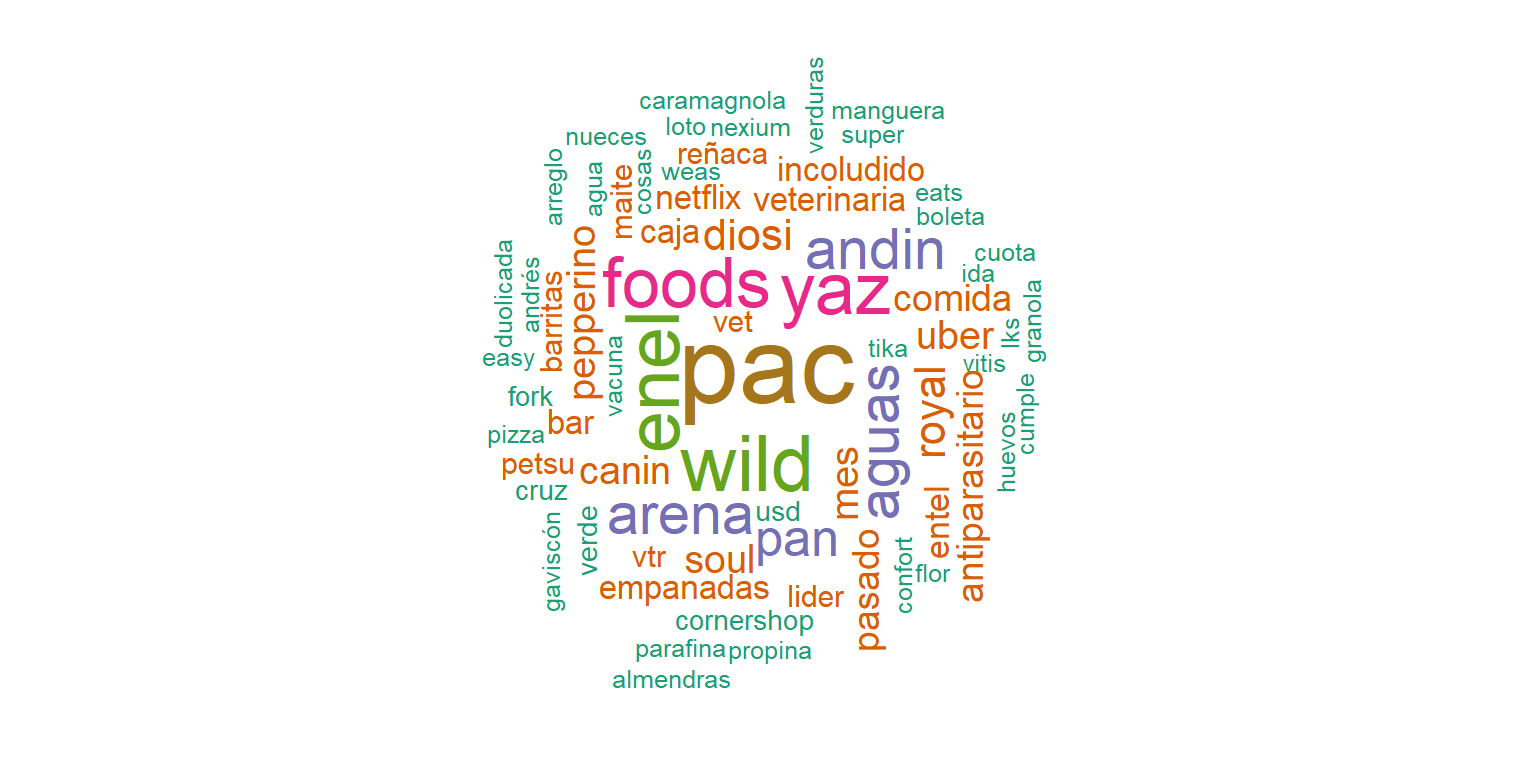 verduras
caramagnola
manguera
loto
nexium
super
nueces
reñaca
weas
incoludido
arreglo
agua
maite
cosas
netflix
veterinaria
eats
boleta
caja
diosi
andin
cuota
duolicada
andrés
barritas
pepperino
foods
yaz
ida
comida
granola
lks
vet
uber
enel
pac
tika
vitis
easy
vacuna
fork
bar
aguas
royal
antiparasitario
cumple
huevos
pizza
petsu
canin
wild
mes
cruz
arena
usd
pan
entel
gaviscón
verde
vtr
soul
pasado
confort
flor
empanadas
lider
cornershop
parafina
propina
almendras